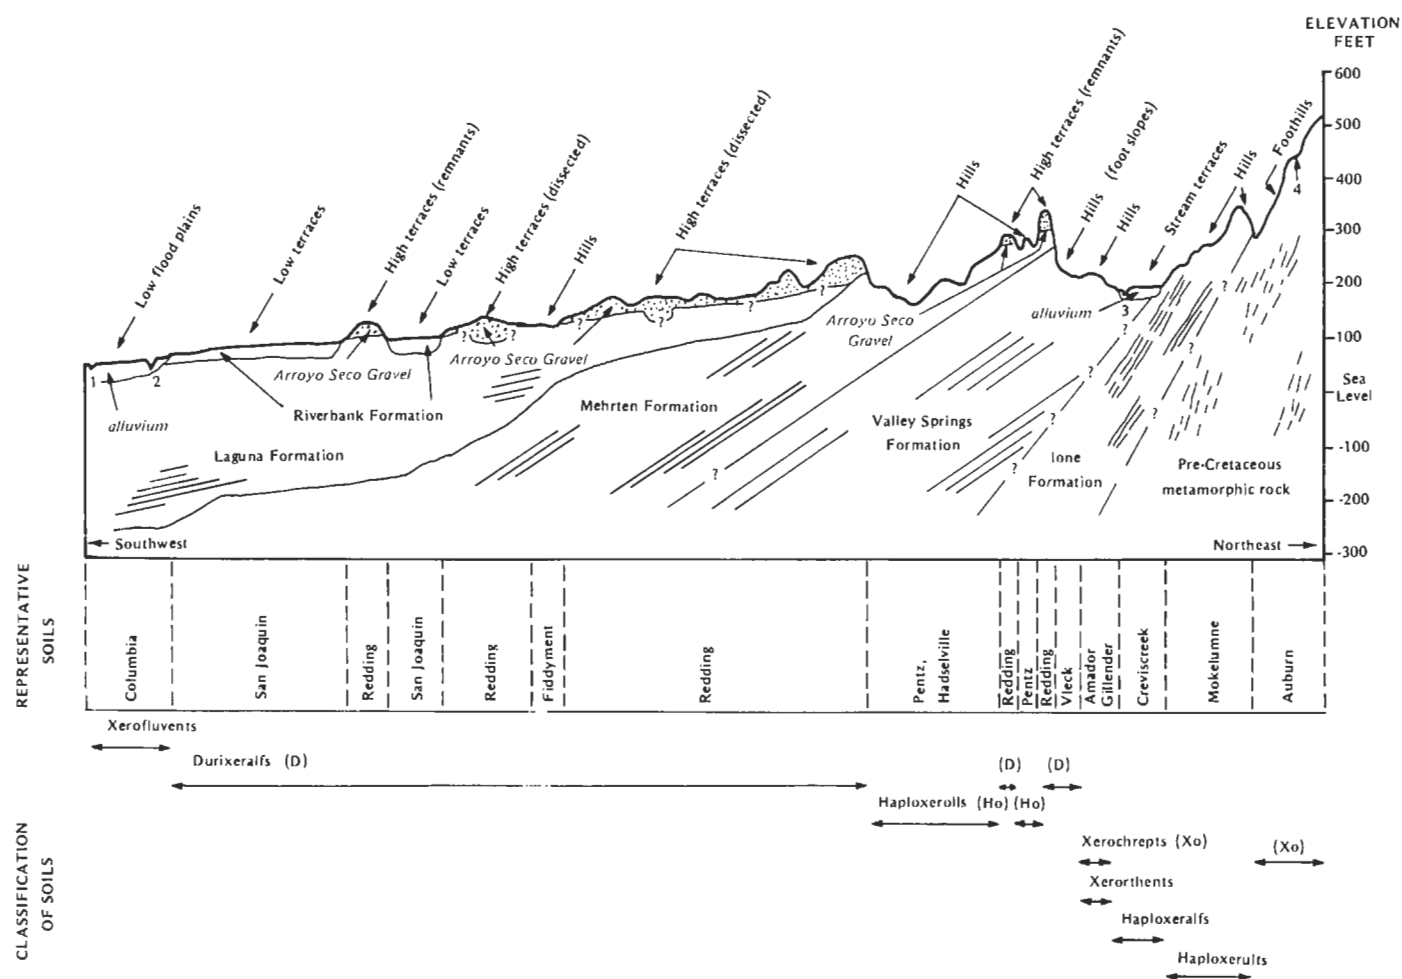 ELEVATION
FEET
600
500
400
300
200
100
Sea
Level
-100
-200
-300
Low flood plains
Low terraces
High terraces (remnants)
Low terraces
High terraces (dissected)
Hills
High terraces (dissected)
Hills
High terraces (remnants)
Hills (foot slopes)
Hills
Stream terraces
Hills
Foothills
4
1
2
3
alluvium
Arroyo Seco Gravel
Riverbank Formation
? ?
Arroyo Seco Gravel
? ? ? ?
Arroyo Seco
Gravel
alluvium
?
?
?
?
?
?
?
Laguna Formation
Mehrten Formation
Valley Springs
Formation
Ione
Formation
Pre-Cretaceous
metamorphic rock
Southwest
Northeast
REPRESENTATIVE
SOILS
Columbia
San Joaquin
Redding
San Joaquin
Redding
Fiddyment
Redding
Pentz,
Hadselville
Redding
Pentz
Redding
Vleck
Amador
Gillender
Creviscreek
Mokelumne
Auburn
CLASSIFICATION
OF SOILS
Xerofluvents
Durixeralfs (D)
(D)
(D)
Haploxerolls (Ho)
(Ho)
Xerochrepts (Xo)
(Xo)
Xerorthents
Haploxeralfs
Haploxerults